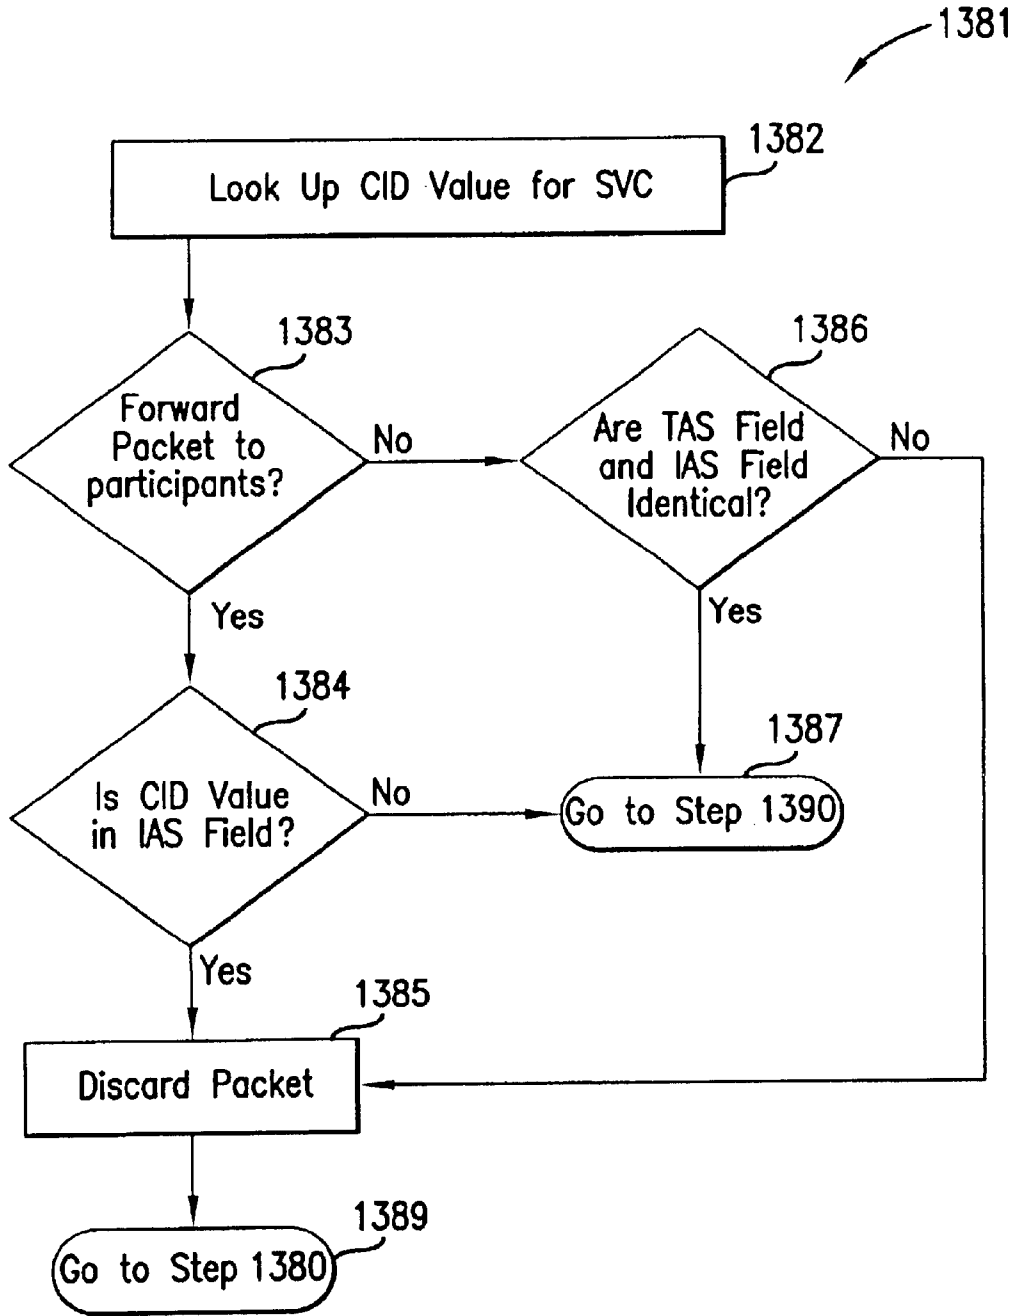 1381
1382
Look Up CID Value for SVC
1383
Forward
Packet to
participants?
No
Yes
1386
Are TAS Field
and IAS Field
Identical?
No
Yes
1384
Is CID Value
in IAS Field?
No
Yes
1387
Go to Step 1390
1385
Discard Packet
1389
Go to Step 1380